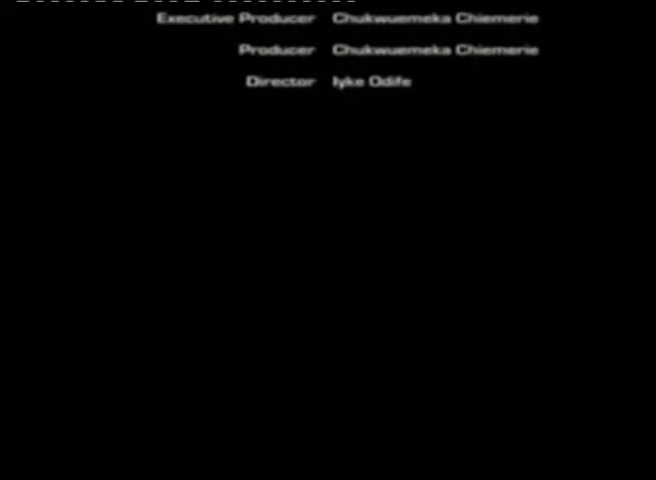 Executive Producer Chukwuemeka Chiemerie
Producer Chukwuemeka Chiemerie
Director Iyke Odife